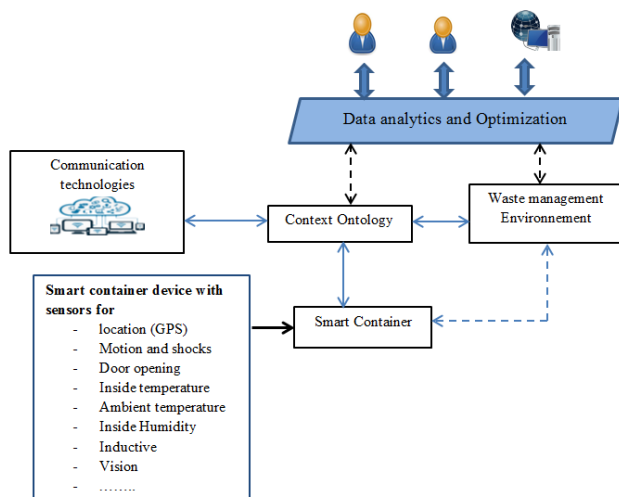 Data analytics and Optimization
Communication
technologies
Context Ontology
Waste management
Environnement
Smart container device with
sensors for
- location (GPS)
- Motion and shocks
- Door opening
- Inside temperature
- Ambient temperature
- Inside Humidity
- Inductive
- Vision
- ........
Smart Container